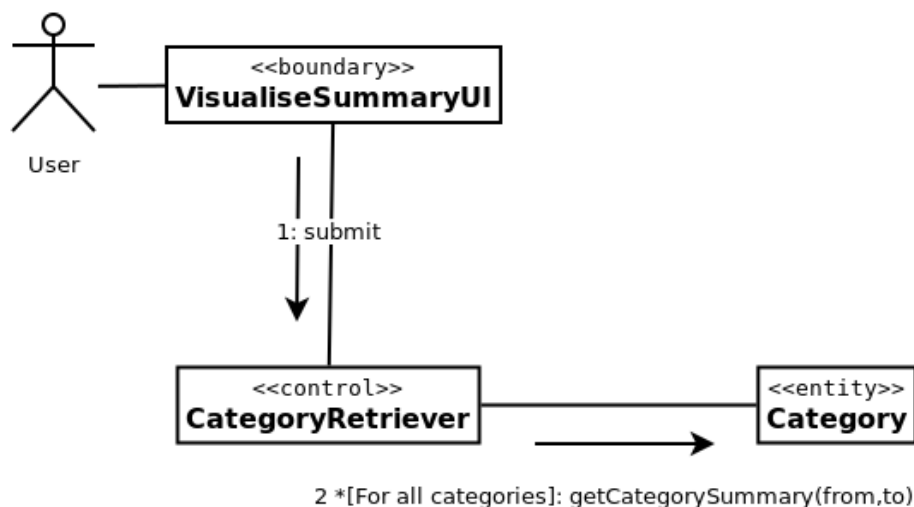 <<boundary>>
VisualiseSummaryUI
User
1: submit
<<control>>
CategoryRetriever
<<entity>>
Category
2 *[For all categories]: getCategorySummary(from,to)